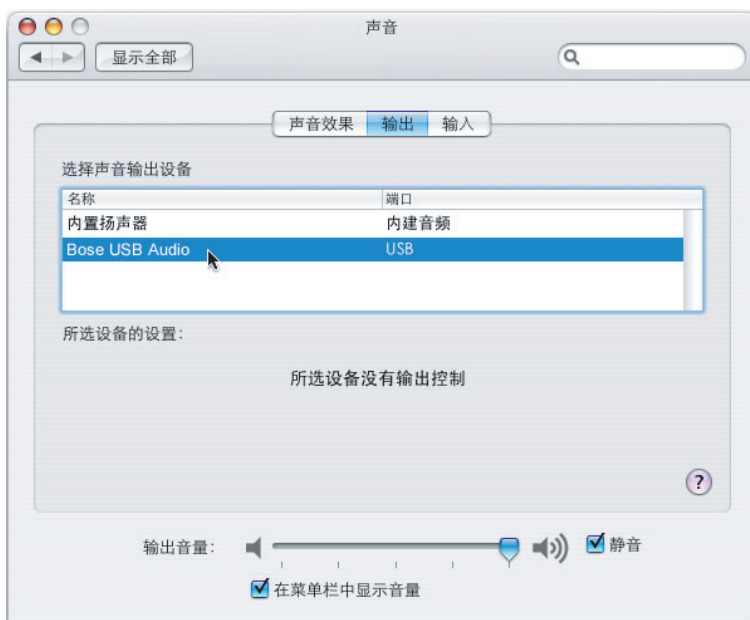 声音
显示全部
声音效果 输出 输入
选择声音输出设备
名称 端口
内置扬声器 内建音频
Bose USB Audio USB
所选设备的设置:
所选设备没有输出控制
?
输出音量: 静音
在菜单栏中显示音量